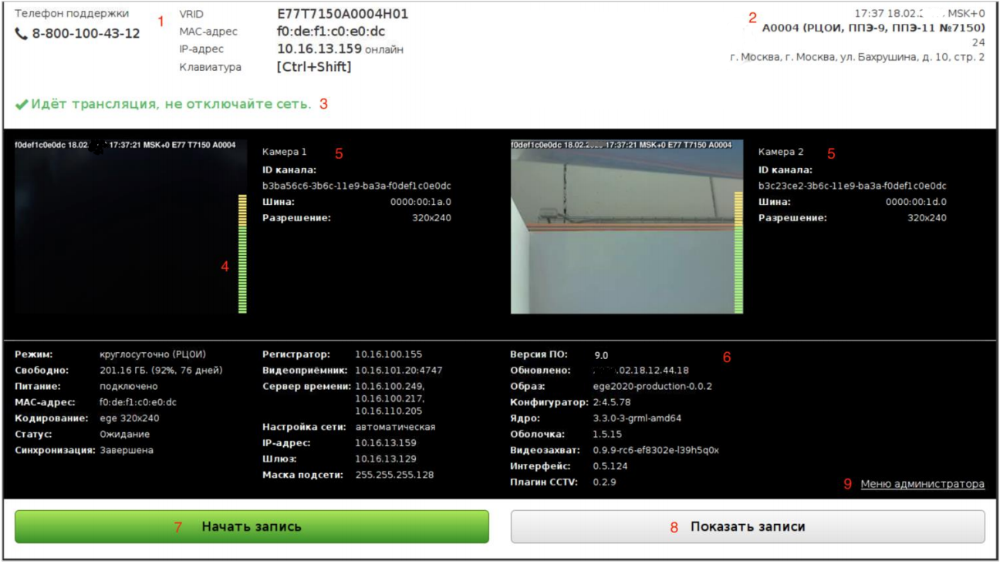 Телефон поддержки
8-800-100-43-12
1
VRID E77T7150A0004H01
MAC-адрес f0:de:f1:c0:e0:dc
IP-адрес 10.16.13.159 онлайн
Клавиатура [Ctrl+Shift]
2
17:37 18.02. MSK+0
A0004 (РЦОИ, ППЭ-9, ППЭ-11 №7150)
24
г. Москва, г. Москва, ул. Бахрушина, д. 10, стр. 2
Идёт трансляция, не отключайте сеть. 3
f0def1c0e0dc 18.02. 17:37:21 MSK+0 E77 T7150 A0004
4
Камера 1 5
ID канала:
b3ba56c6-3b6c-11e9-ba3a-f0def1c0e0dc
Шина: 0000:00:1a.0
Разрешение: 320x240
f0def1c0e0dc 18.02. 17:37:21 MSK+0 E77 T7150 A0004
Камера 2 5
ID канала:
b3c23ce2-3b6c-11e9-ba3a-f0def1c0e0dc
Шина: 0000:00:1d.0
Разрешение: 320x240
Режим: круглосуточно (РЦОИ)
Свободно: 201.16 ГБ. (92%, 76 дней)
Питание: подключено
MAC-адрес: f0:de:f1:c0:e0:dc
Кодирование: ege 320x240
Статус: Ожидание
Синхронизация: Завершена
Регистратор: 10.16.100.155
Видеоприёмник: 10.16.101.20:4747
Сервер времени: 10.16.100.249,
10.16.100.217,
10.16.110.205
Настройка сети: автоматическая
IP-адрес: 10.16.13.159
Шлюз: 10.16.13.129
Маска подсети: 255.255.255.128
Версия ПО: 9.0 6
Обновлено: .02.18.12.44.18
Образ: ege2020-production-0.0.2
Конфигуратор: 2:4.5.78
Ядро: 3.3.0-3-grml-amd64
Оболочка: 1.5.15
Видеозахват: 0.9.9-rc6-ef8302e-l39h5q0x
Интерфейс: 0.5.124
Плагин CCTV: 0.2.9
9 Меню администратора
7 Начать запись
8 Показать записи